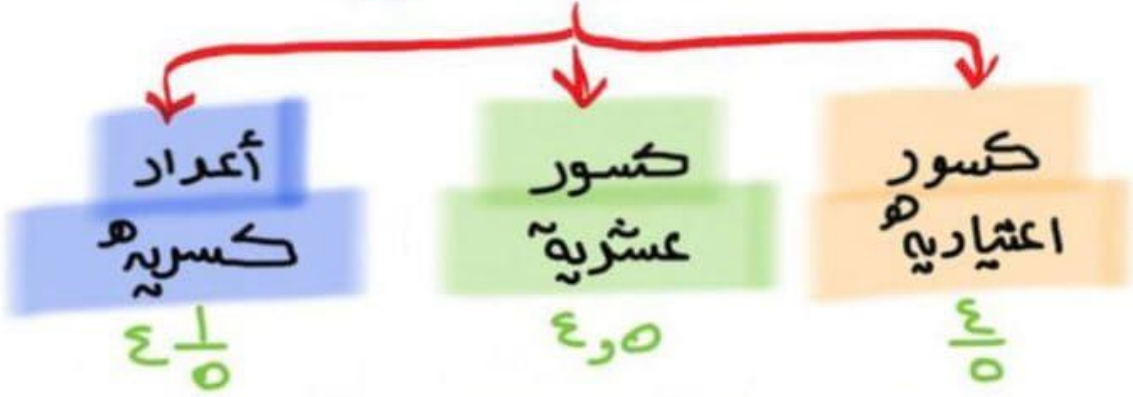 كسور
اعتيادية
٤/٥
كسور
عشرية
٤,٥
أعداد
كسرية
٤ ١/٥